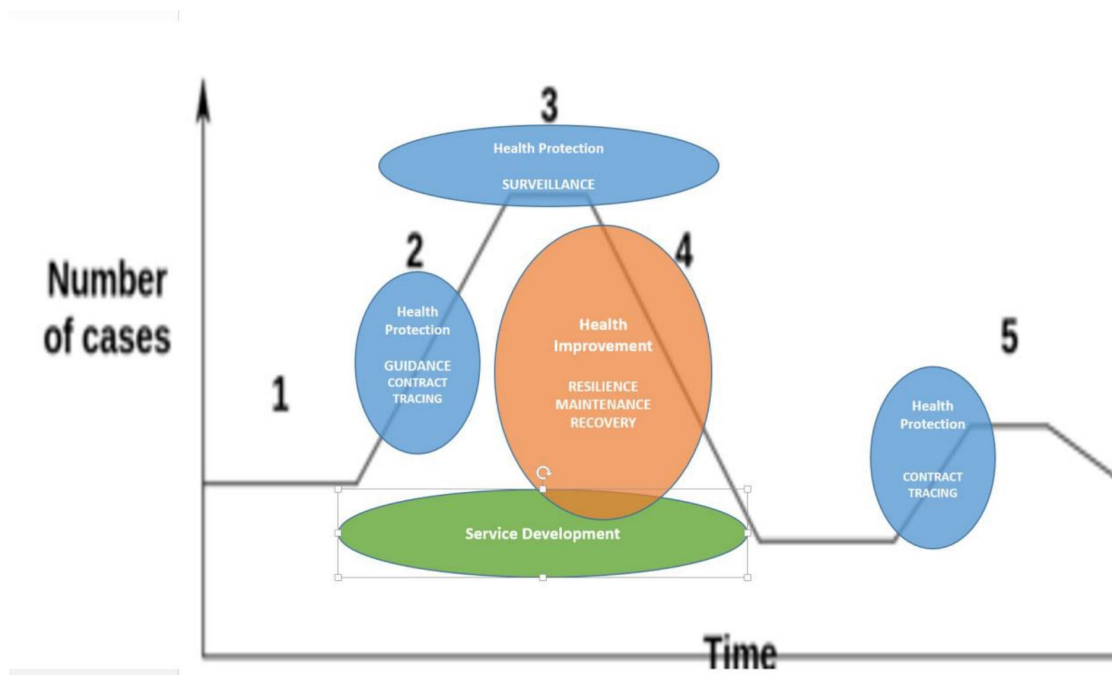 3
Health Protection
SURVEILLANCE
2
4
Number
of cases
Health
Protection
GUIDANCE
CONTRACT
TRACING
Health
Improvement
RESILIENCE
MAINTENANCE
RECOVERY
5
1
Health
Protection
CONTRACT
TRACING
Service Development
Time